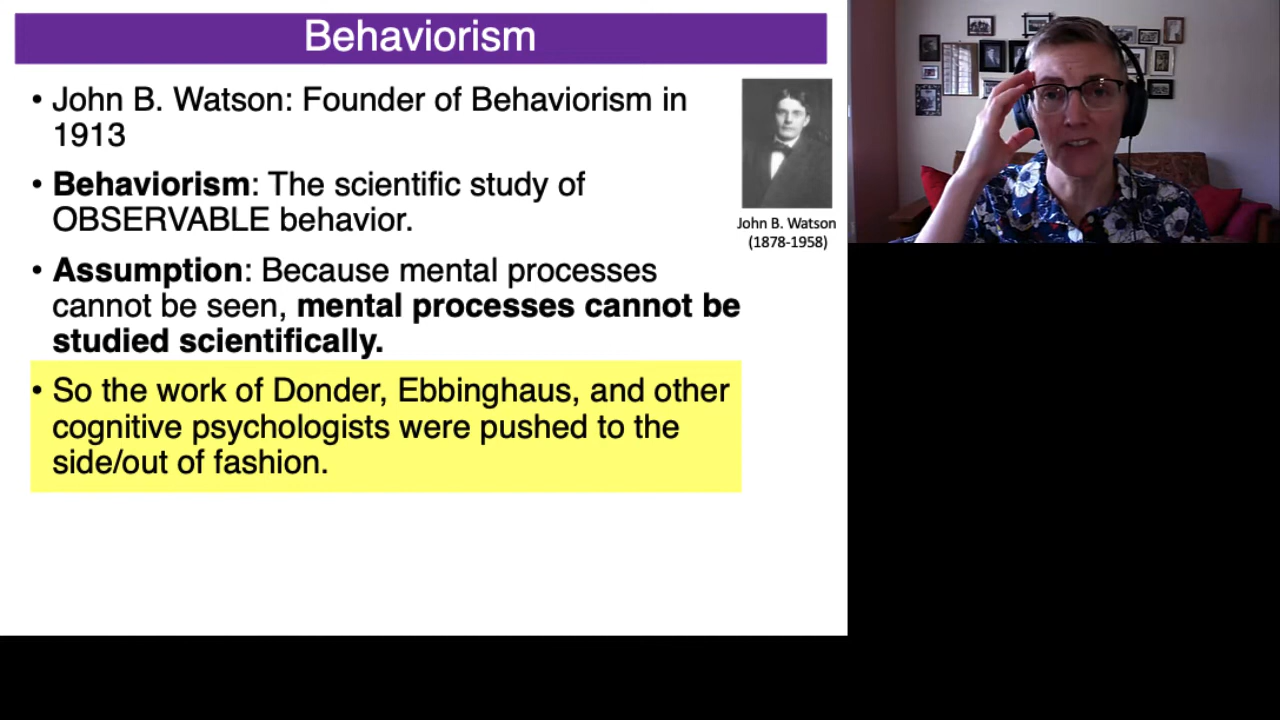 Behaviorism
• John B. Watson: Founder of Behaviorism in
1913
• Behaviorism: The scientific study of
OBSERVABLE behavior.
• Assumption: Because mental processes
cannot be seen, mental processes cannot be
studied scientifically.
• So the work of Donder, Ebbinghaus, and other
cognitive psychologists were pushed to the
side/out of fashion.
John B. Watson
(1878-1958)